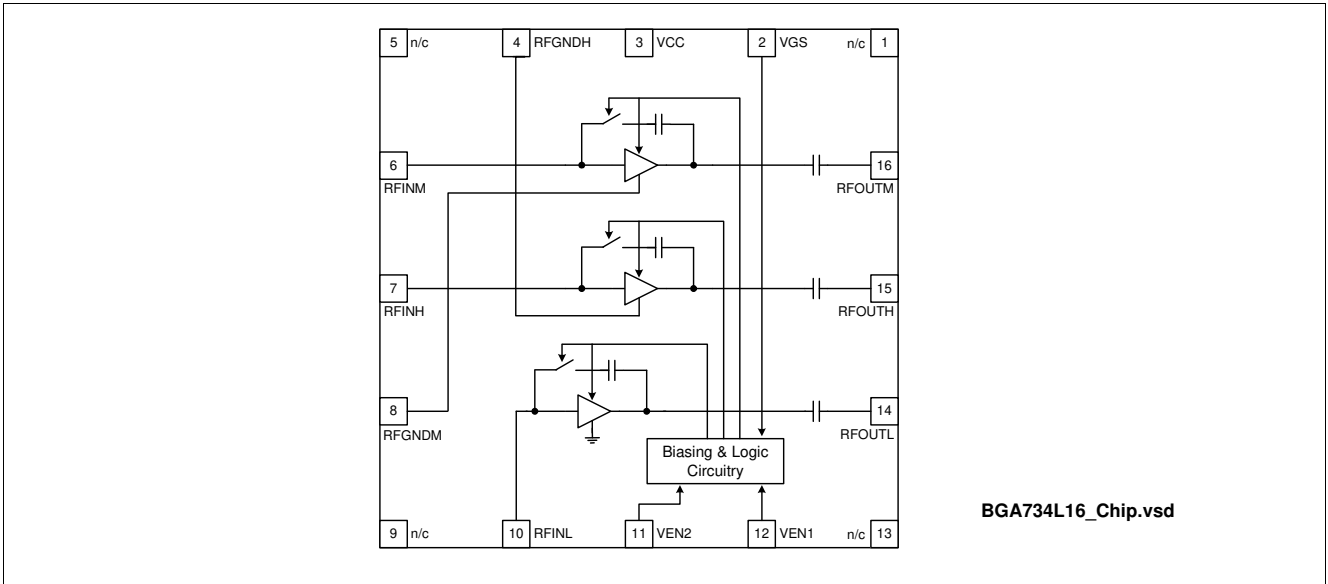 5 n/c 4 RFGNDH 3 VCC 2 VGS n/c 1
6 16
RFINM RFOUTM
7 15
RFINH RFOUTH
8 14
RFGNDM RFOUTL
Biasing & Logic
Circuitry
BGA734L16_Chip.vsd
9 n/c 10 RFINL 11 VEN2 12 VEN1 n/c 13